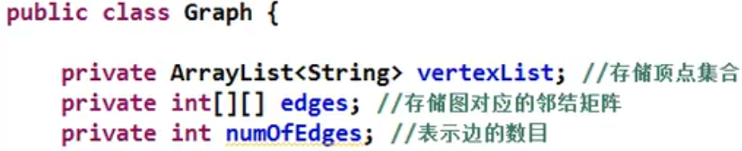 public class Graph {
private ArrayList<String> vertexList; //存储顶点集合
private int[][] edges; //存储图对应的邻结矩阵
private int numOfEdges; //表示边的数目